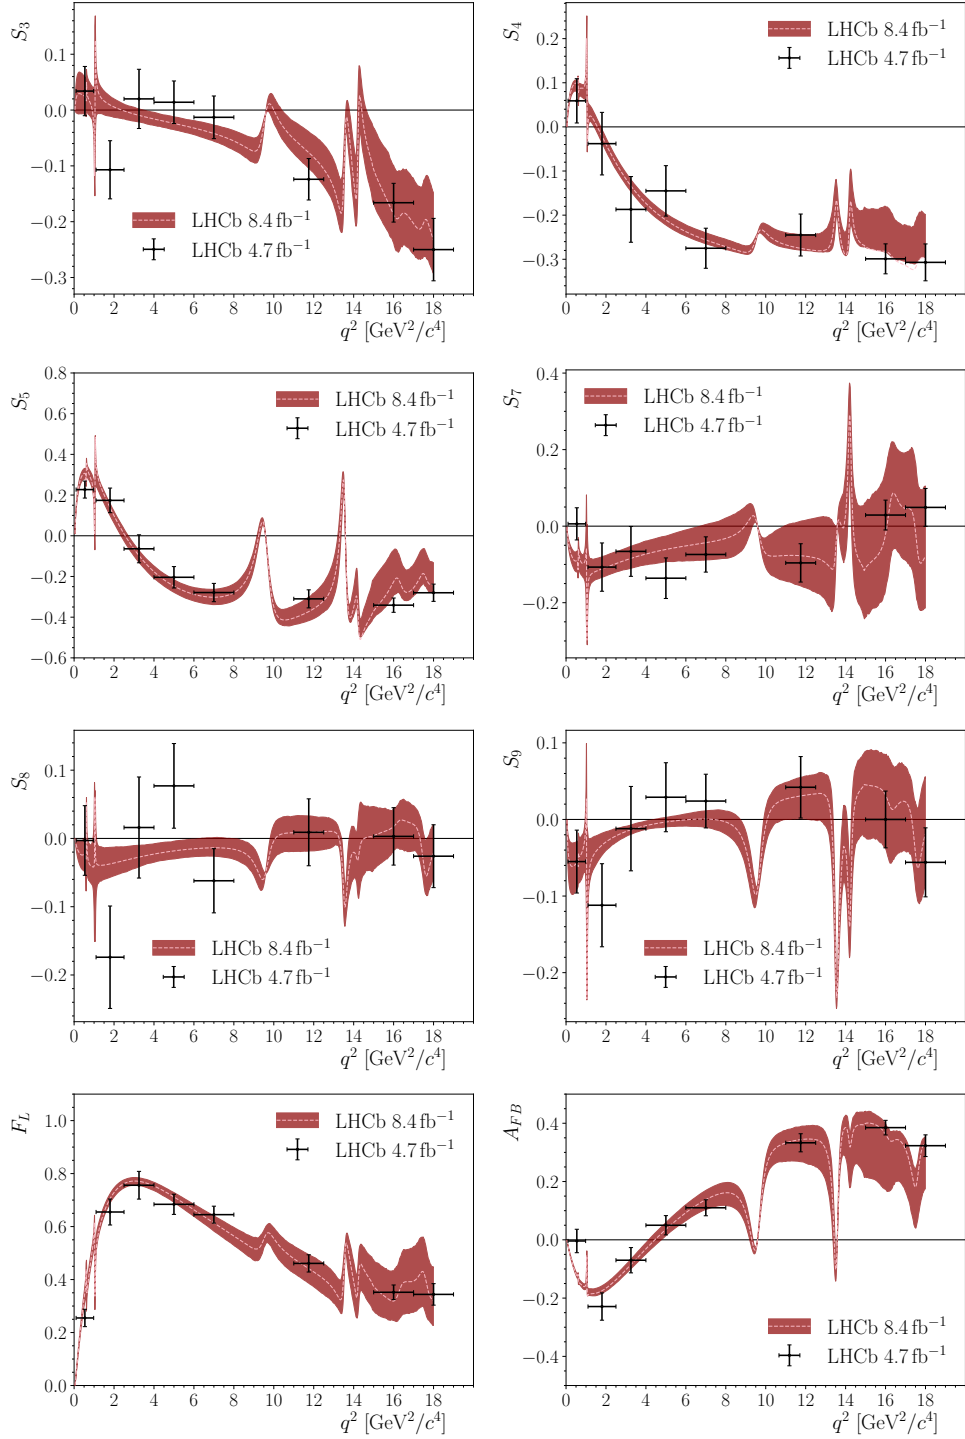 S_3
0.1
0.0
−0.1
−0.2
−0.3
LHCb 8.4 fb⁻¹
LHCb 4.7 fb⁻¹
0 2 4 6 8 10 12 14 16 18
q² [GeV²/c⁴]
S_4
0.2
0.1
0.0
−0.1
−0.2
−0.3
LHCb 8.4 fb⁻¹
LHCb 4.7 fb⁻¹
0 2 4 6 8 10 12 14 16 18
q² [GeV²/c⁴]
S_5
0.8
0.6
0.4
0.2
0.0
−0.2
−0.4
−0.6
LHCb 8.4 fb⁻¹
LHCb 4.7 fb⁻¹
0 2 4 6 8 10 12 14 16 18
q² [GeV²/c⁴]
S_7
0.4
0.2
0.0
−0.2
LHCb 8.4 fb⁻¹
LHCb 4.7 fb⁻¹
0 2 4 6 8 10 12 14 16 18
q² [GeV²/c⁴]
S_8
0.1
0.0
−0.1
−0.2
LHCb 8.4 fb⁻¹
LHCb 4.7 fb⁻¹
0 2 4 6 8 10 12 14 16 18
q² [GeV²/c⁴]
S_9
0.1
0.0
−0.1
−0.2
LHCb 8.4 fb⁻¹
LHCb 4.7 fb⁻¹
0 2 4 6 8 10 12 14 16 18
q² [GeV²/c⁴]
F_L
1.0
0.8
0.6
0.4
0.2
0.0
LHCb 8.4 fb⁻¹
LHCb 4.7 fb⁻¹
0 2 4 6 8 10 12 14 16 18
q² [GeV²/c⁴]
A_FB
0.4
0.2
0.0
−0.2
−0.4
LHCb 8.4 fb⁻¹
LHCb 4.7 fb⁻¹
0 2 4 6 8 10 12 14 16 18
q² [GeV²/c⁴]